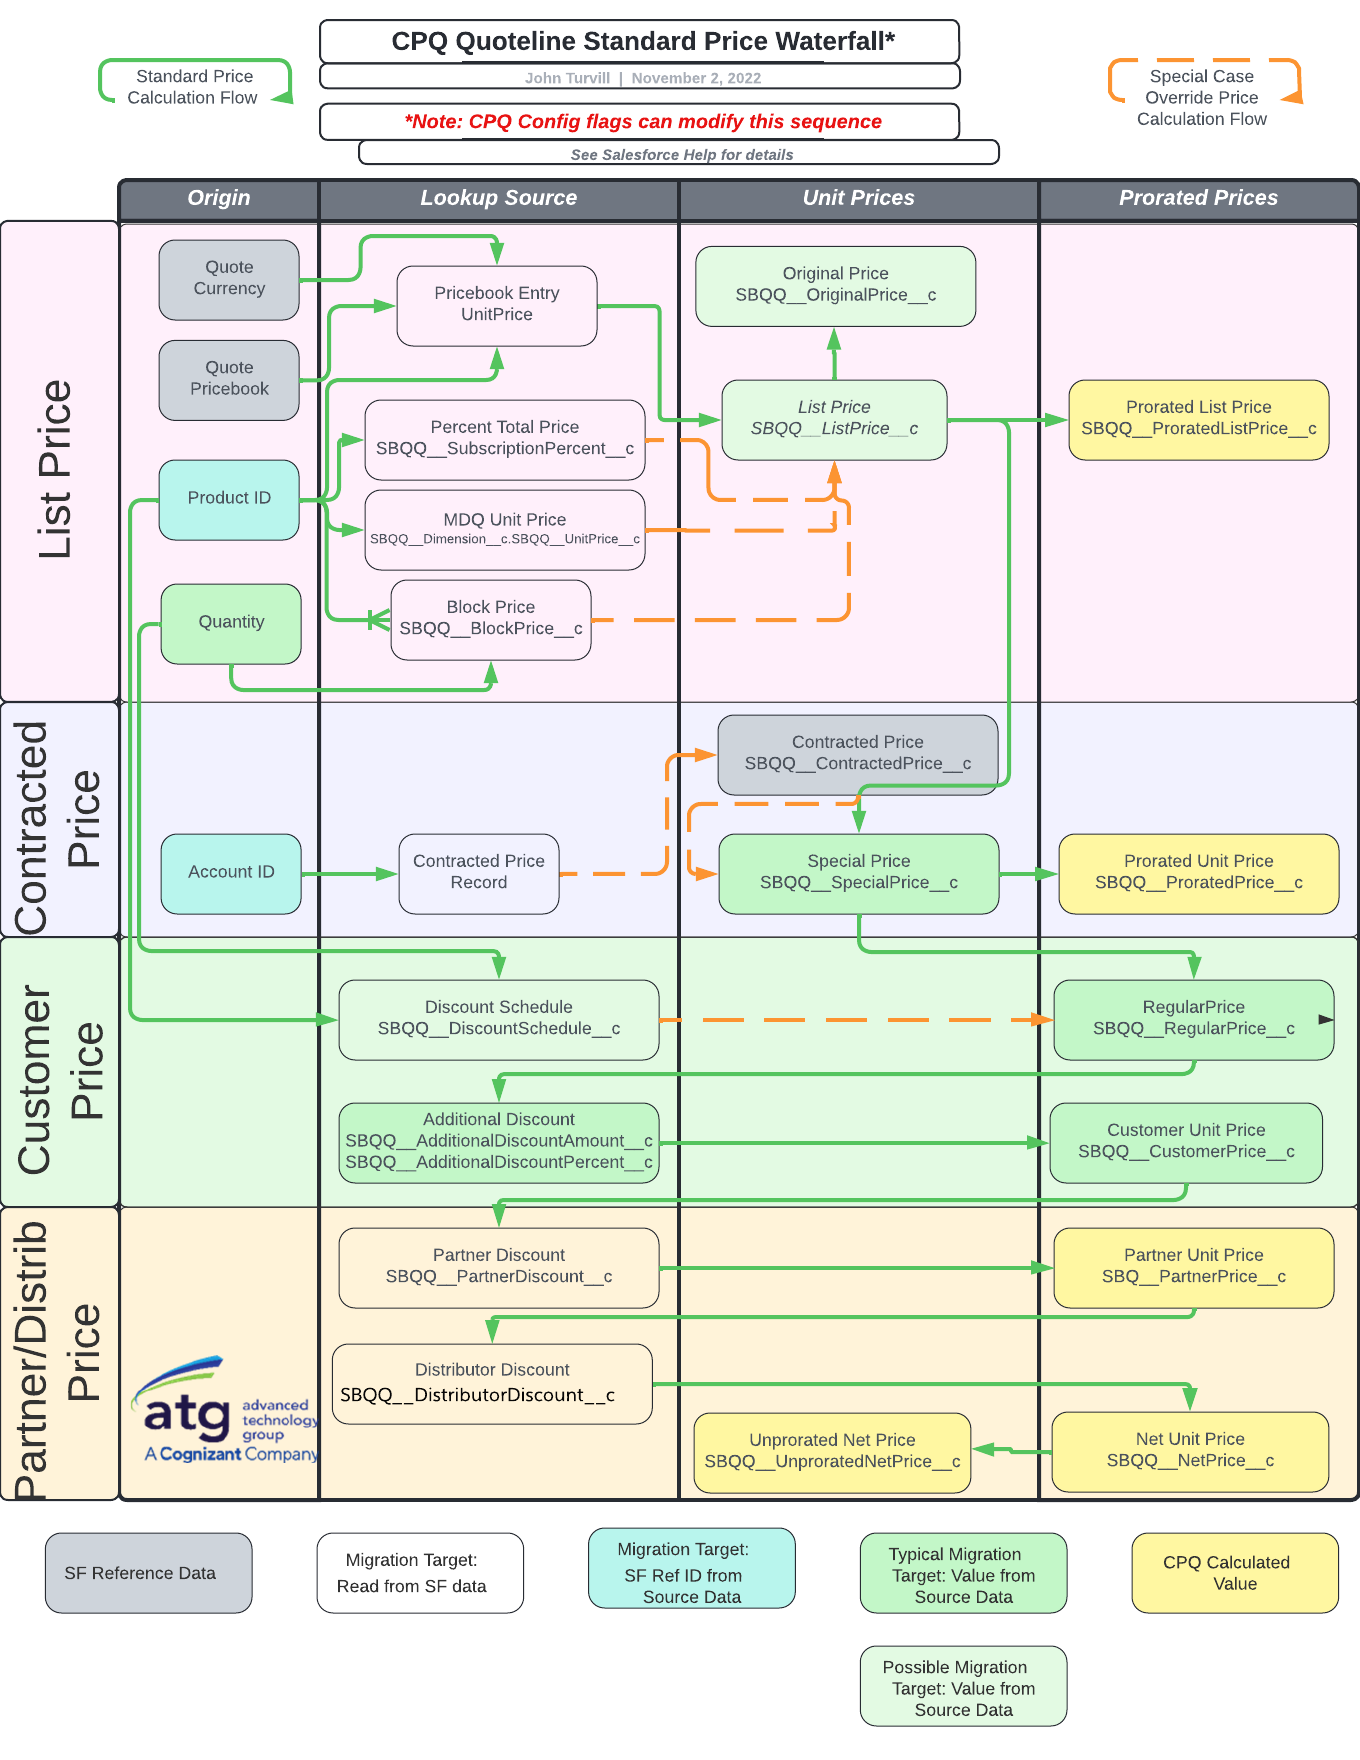 CPQ Quoteline Standard Price Waterfall*
John Turvill | November 2, 2022
*Note: CPQ Config flags can modify this sequence
See Salesforce Help for details
Standard Price
Calculation Flow
Special Case
Override Price
Calculation Flow
Origin
Lookup Source
Unit Prices
Prorated Prices
List Price
Quote
Currency
Pricebook Entry
UnitPrice
Original Price
SBQQ__OriginalPrice__c
Quote
Pricebook
Percent Total Price
SBQQ__SubscriptionPercent__c
List Price
SBQQ__ListPrice__c
Prorated List Price
SBQQ__ProratedListPrice__c
Product ID
MDQ Unit Price
SBQQ__Dimension__c.SBQQ__UnitPrice__c
Quantity
Block Price
SBQQ__BlockPrice__c
Contracted
Price
Contracted Price
SBQQ__ContractedPrice__c
Account ID
Contracted Price
Record
Special Price
SBQQ__SpecialPrice__c
Prorated Unit Price
SBQQ__ProratedPrice__c
Customer
Price
Discount Schedule
SBQQ__DiscountSchedule__c
RegularPrice
SBQQ__RegularPrice__c
Additional Discount
SBQQ__AdditionalDiscountAmount__c
SBQQ__AdditionalDiscountPercent__c
Customer Unit Price
SBQQ__CustomerPrice__c
Partner/Distrib
Price
Partner Discount
SBQQ__PartnerDiscount__c
Partner Unit Price
SBQ__PartnerPrice__c
Distributor Discount
SBQQ__DistributorDiscount__c
atg
advanced
technology
group
A Cognizant Company
Unprorated Net Price
SBQQ__UnproratedNetPrice__c
Net Unit Price
SBQQ__NetPrice__c
SF Reference Data
Migration Target:
Read from SF data
Migration Target:
SF Ref ID from
Source Data
Typical Migration
Target: Value from
Source Data
CPQ Calculated
Value
Possible Migration
Target: Value from
Source Data